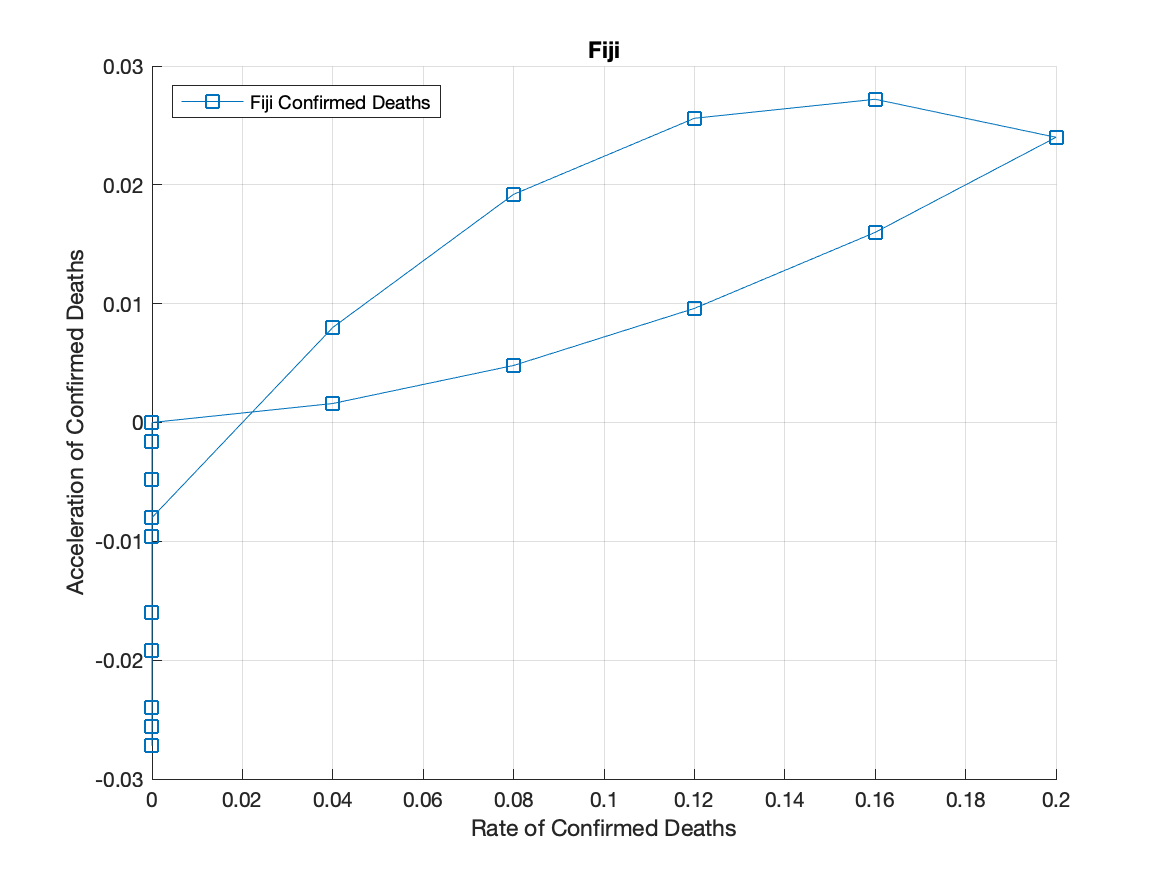 Fiji
Fiji Confirmed Deaths
0.03
0.02
0.01
0
-0.01
-0.02
-0.03
Acceleration of Confirmed Deaths
0 0.02 0.04 0.06 0.08 0.1 0.12 0.14 0.16 0.18 0.2
Rate of Confirmed Deaths